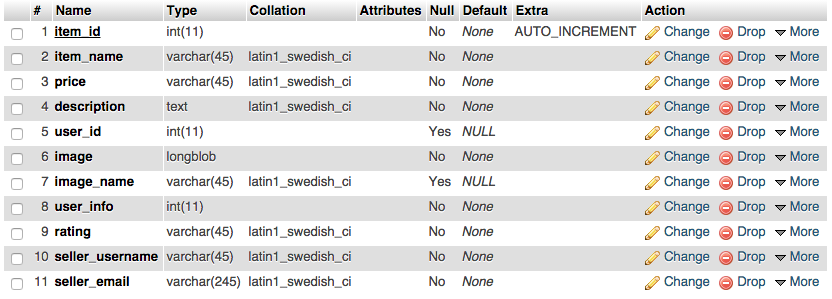 # Name Type Collation Attributes Null Default Extra Action
1 item_id int(11) No None AUTO_INCREMENT Change Drop More
2 item_name varchar(45) latin1_swedish_ci No None Change Drop More
3 price varchar(45) latin1_swedish_ci No None Change Drop More
4 description text latin1_swedish_ci No None Change Drop More
5 user_id int(11) Yes NULL Change Drop More
6 image longblob No None Change Drop More
7 image_name varchar(45) latin1_swedish_ci Yes NULL Change Drop More
8 user_info int(11) No None Change Drop More
9 rating varchar(45) latin1_swedish_ci No None Change Drop More
10 seller_username varchar(45) latin1_swedish_ci No None Change Drop More
11 seller_email varchar(245) latin1_swedish_ci No None Change Drop More